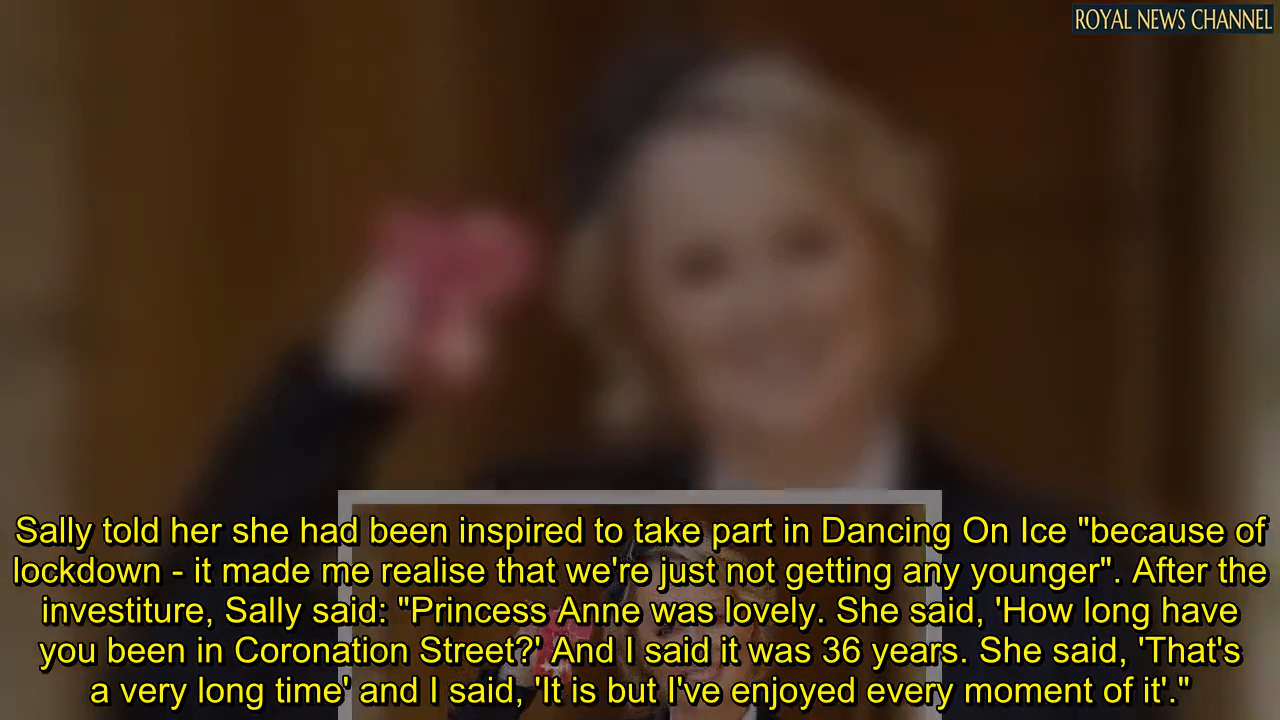 ROYAL NEWS CHANNEL
Sally told her she had been inspired to take part in Dancing On Ice "because of
lockdown - it made me realise that we're just not getting any younger". After the
investiture, Sally said: "Princess Anne was lovely. She said, 'How long have
you been in Coronation Street?' And I said it was 36 years. She said, 'That's
a very long time' and I said, 'It is but I've enjoyed every moment of it'."